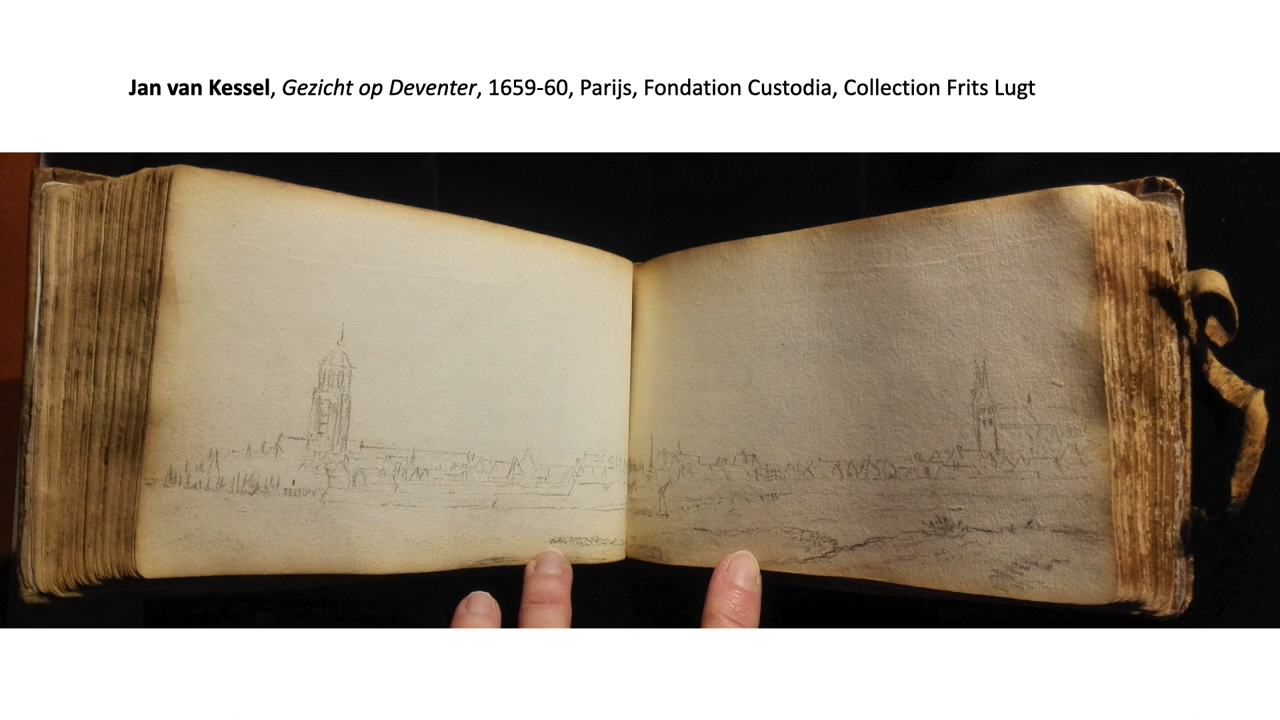 Jan van Kessel, Gezicht op Deventer, 1659-60, Parijs, Fondation Custodia, Collection Frits Lugt